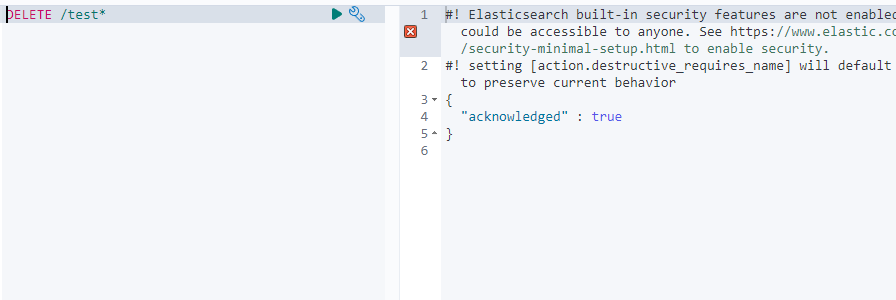 DELETE /test*
1 #! Elasticsearch built-in security features are not enabled
could be accessible to anyone. See https://www.elastic.co
/security-minimal-setup.html to enable security.
2 #! setting [action.destructive_requires_name] will default
to preserve current behavior
3 {
4 "acknowledged" : true
5 }
6